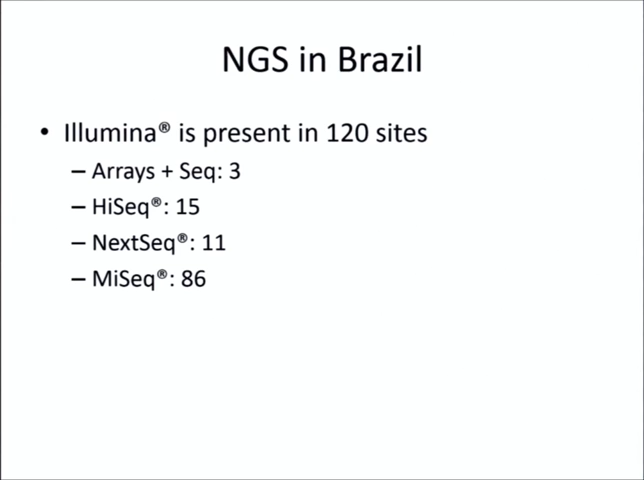 NGS in Brazil
• Illumina® is present in 120 sites
– Arrays + Seq: 3
– HiSeq®: 15
– NextSeq®: 11
– MiSeq®: 86